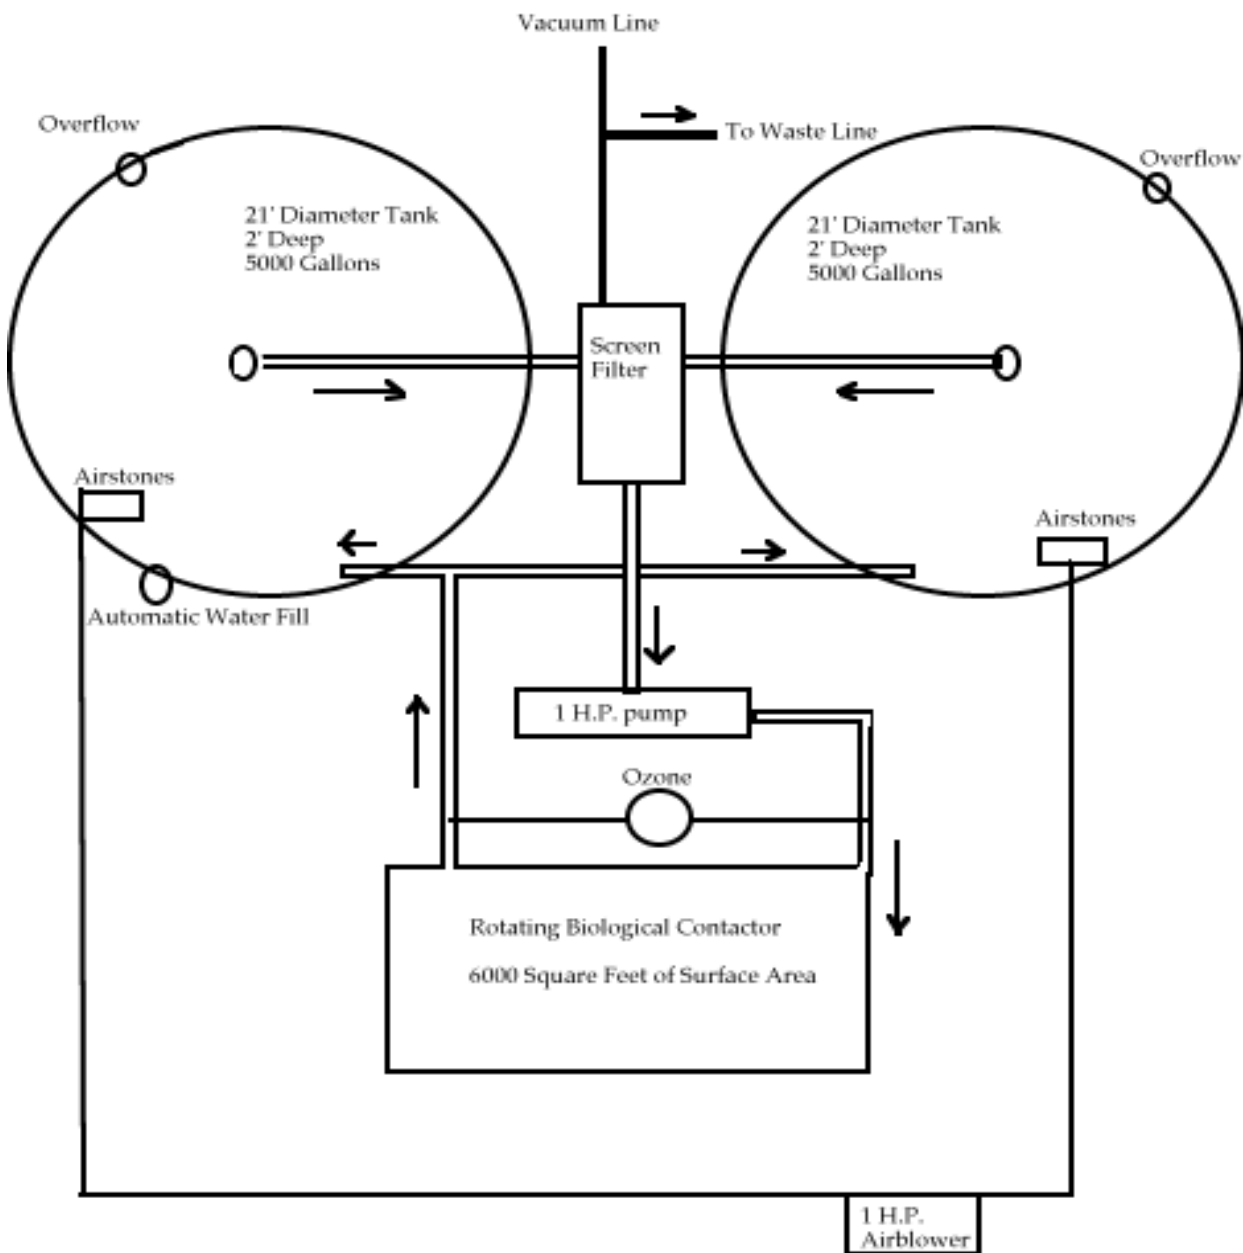 Vacuum Line
Overflow
To Waste Line
Overflow
21' Diameter Tank
2' Deep
5000 Gallons
21' Diameter Tank
2' Deep
5000 Gallons
Screen
Filter
Airstones
Airstones
Automatic Water Fill
1 H.P. pump
Ozone
Rotating Biological Contactor
6000 Square Feet of Surface Area
1 H.P.
Airblower